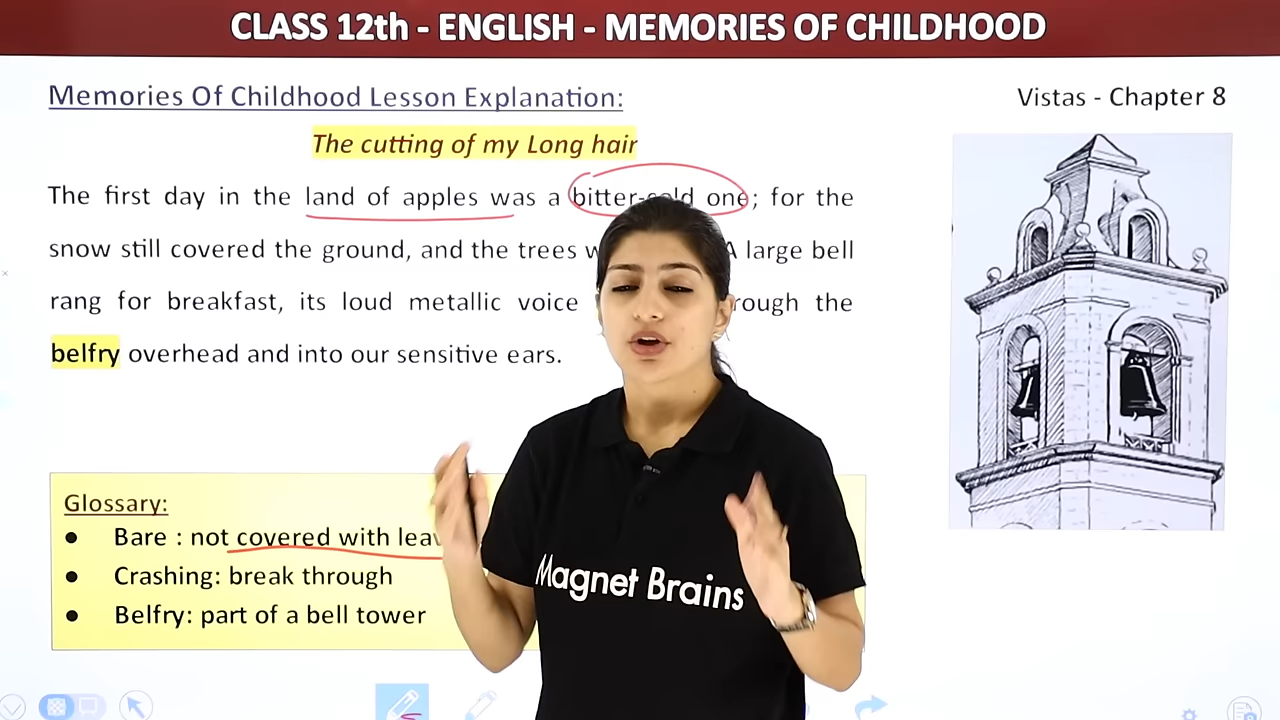 CLASS 12th - ENGLISH - MEMORIES OF CHILDHOOD
Memories Of Childhood Lesson Explanation:
Vistas - Chapter 8
The cutting of my Long hair
The first day in the land of apples was a bitter-cold one; for the
snow still covered the ground, and the trees A large bell
rang for breakfast, its loud metallic voice the
belfry overhead and into our sensitive ears.
Glossary:
● Bare : not covered with
● Crashing: break through
● Belfry: part of a bell tower
Magnet Brains